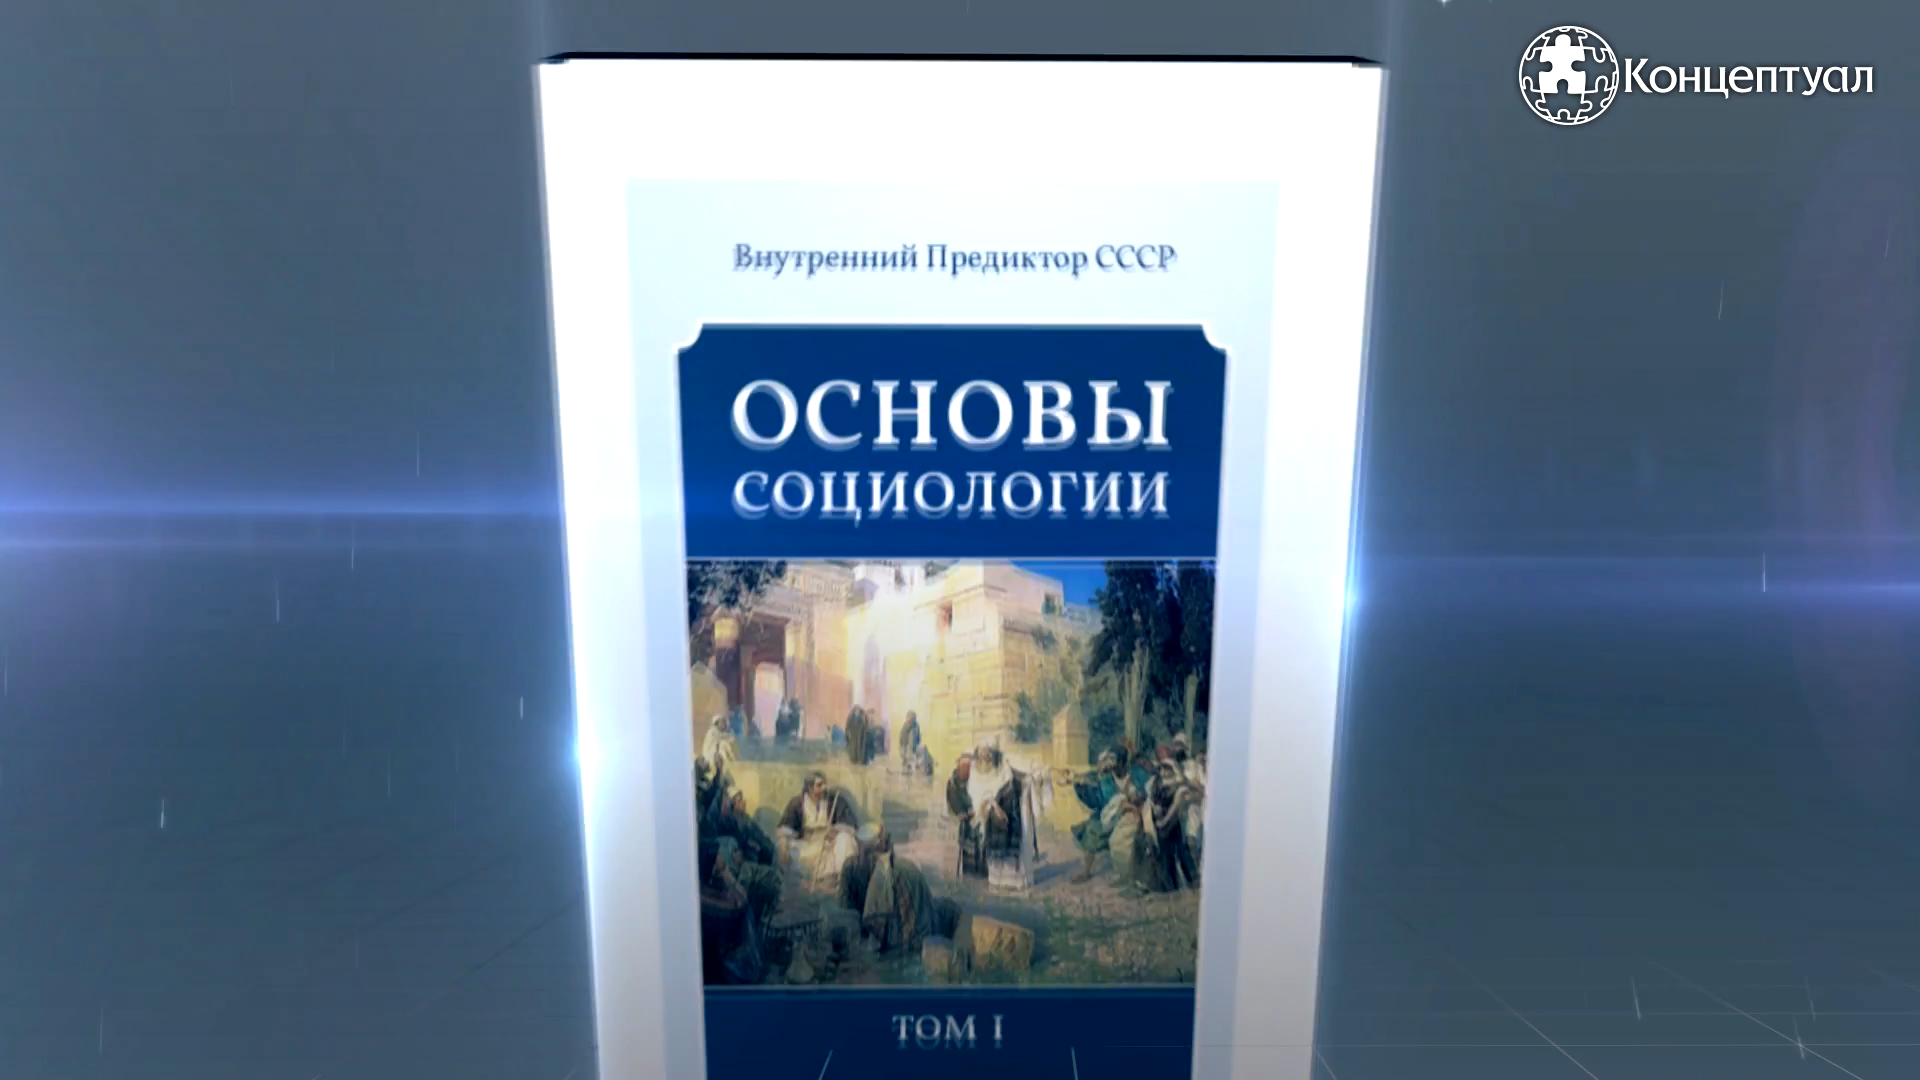 Концептуал
Внутренний Предиктор СССР
ОСНОВЫ
СОЦИОЛОГИИ
ТОМ I